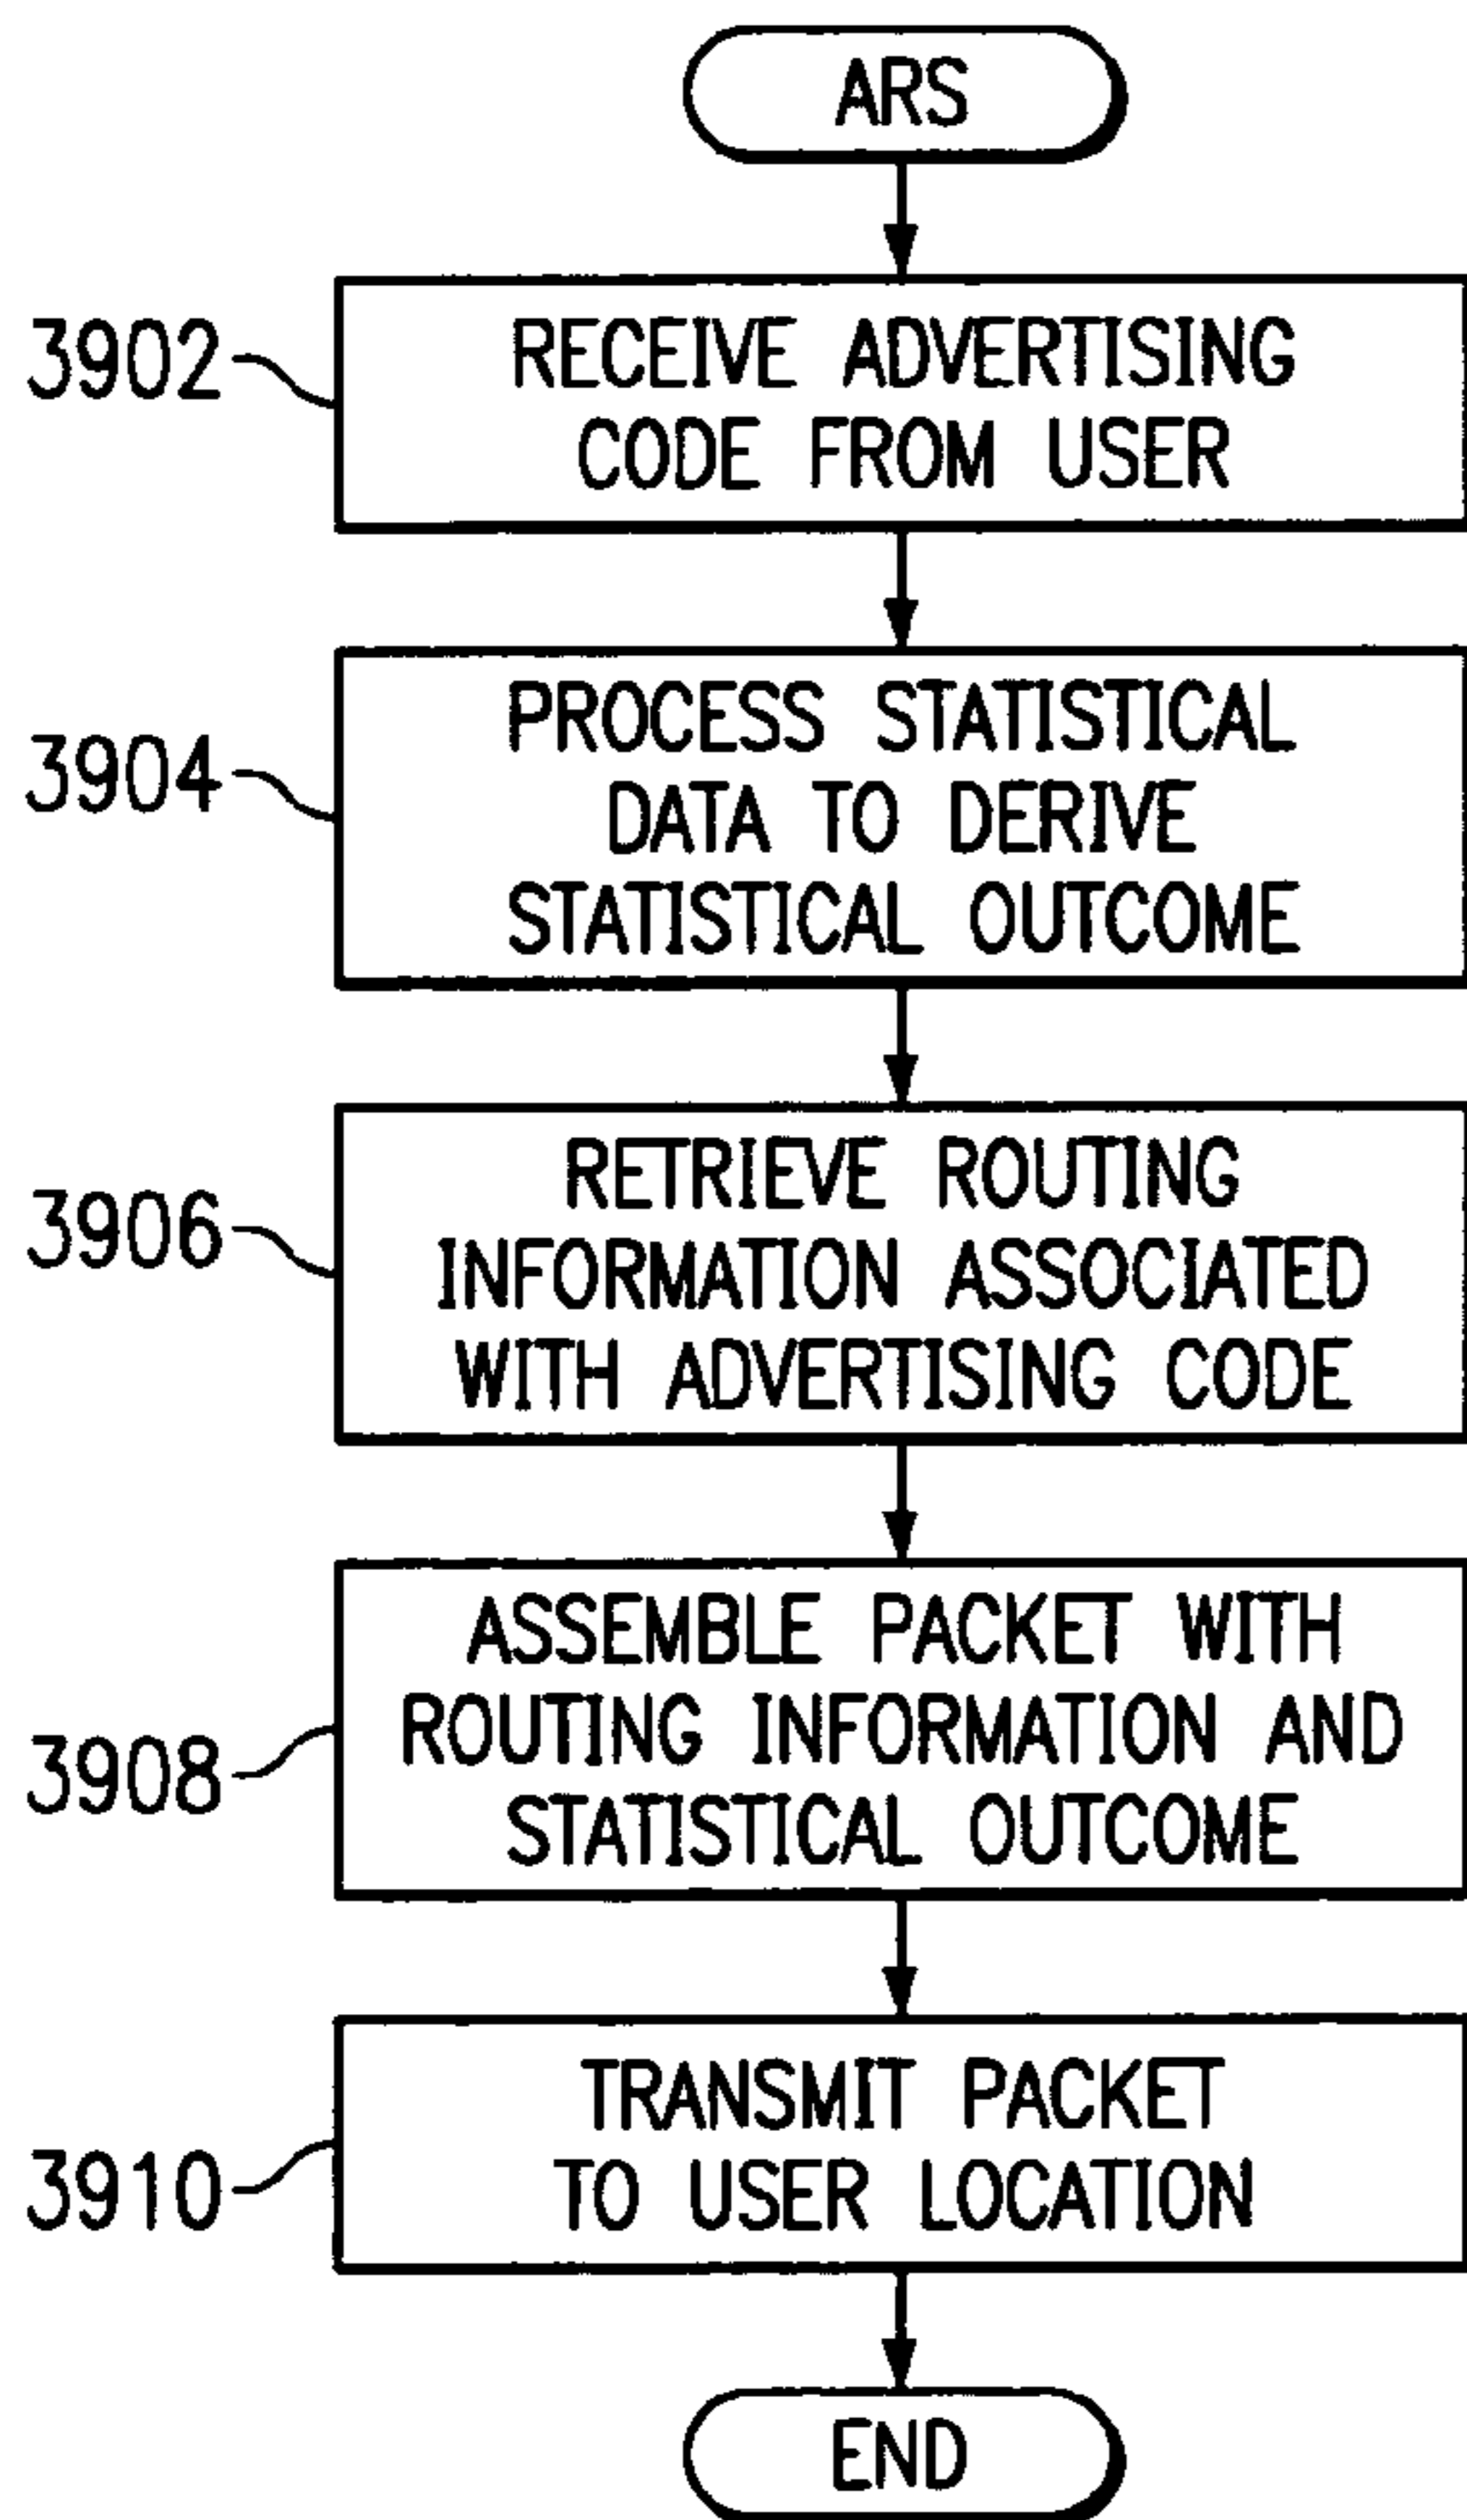 ARS
3902
RECEIVE ADVERTISING
CODE FROM USER
3904
PROCESS STATISTICAL
DATA TO DERIVE
STATISTICAL OUTCOME
3906
RETRIEVE ROUTING
INFORMATION ASSOCIATED
WITH ADVERTISING CODE
3908
ASSEMBLE PACKET WITH
ROUTING INFORMATION AND
STATISTICAL OUTCOME
3910
TRANSMIT PACKET
TO USER LOCATION
END